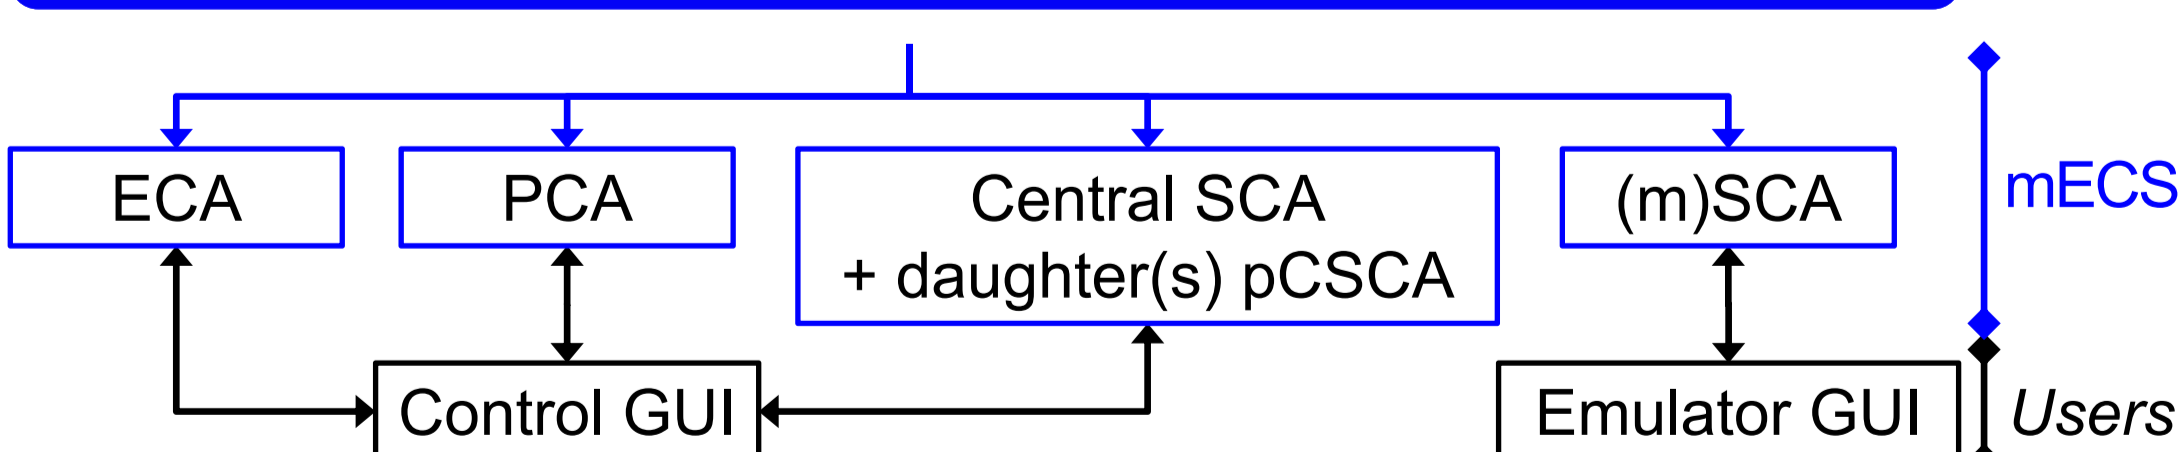 ECA
PCA
Central SCA
+ daughter(s) pCSCA
(m)SCA
mECS
Control GUI
Emulator GUI
Users